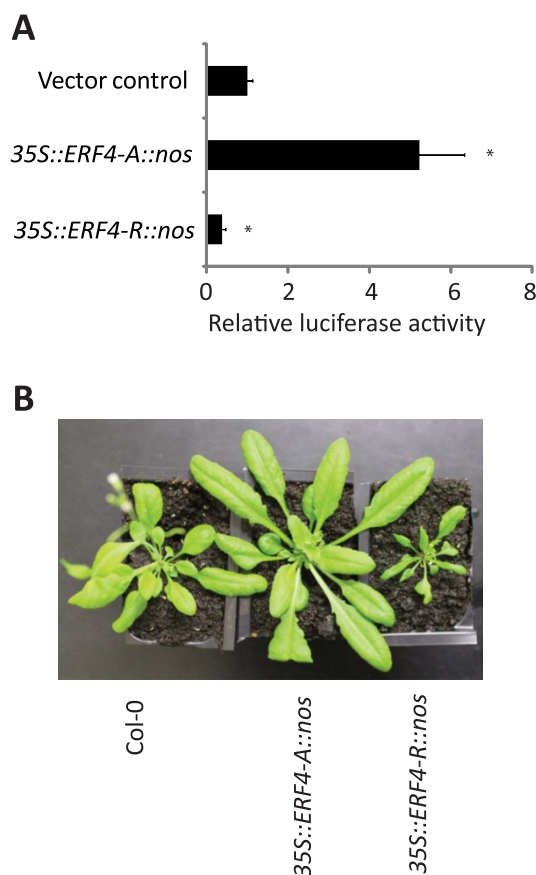 A
Vector control
35S::ERF4-A::nos
*
35S::ERF4-R::nos
*
0 2 4 6 8
Relative luciferase activity
B
Col-0
35S::ERF4-A::nos
35S::ERF4-R::nos